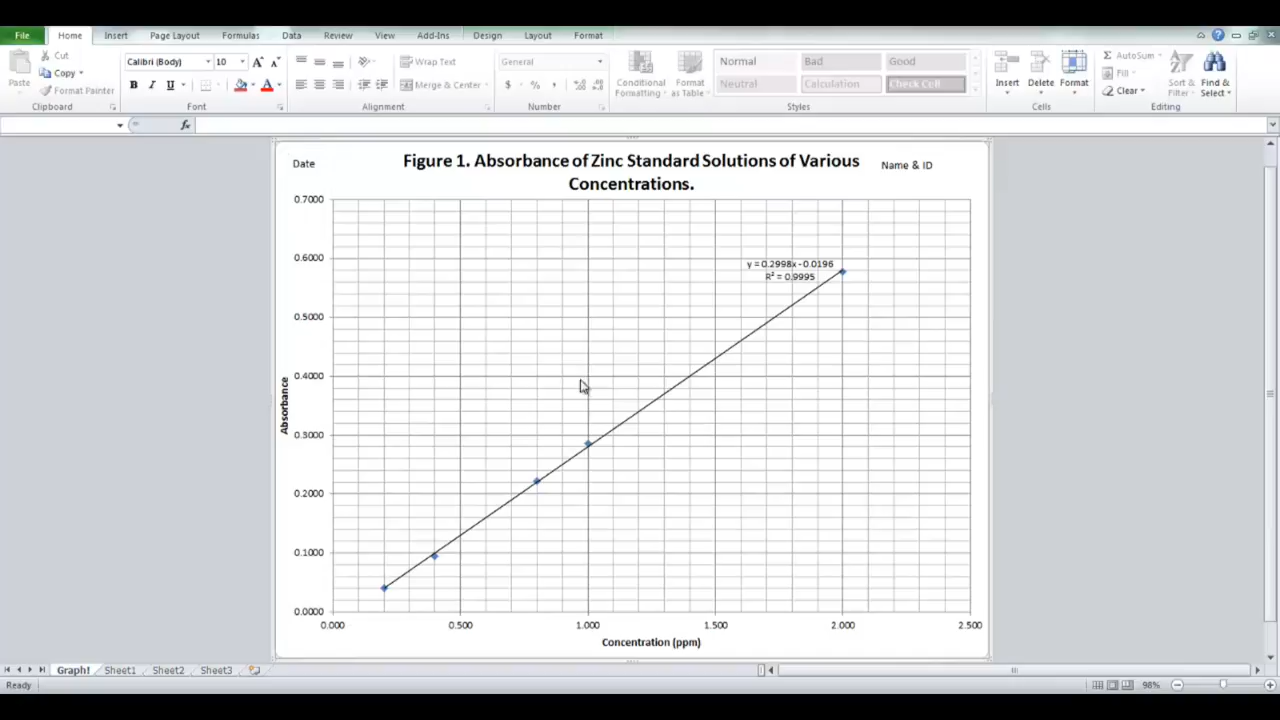 File Home Insert Page Layout Formulas Data Review View Add-Ins Design Layout Format
Paste
Cut
Copy
Format Painter
Clipboard
Calibri (Body) 10 A A
B I U A
Font
Wrap Text
Merge & Center
Alignment
General
$ % ,
Number
Conditional Formatting
Format as Table
Normal Bad Good
Neutral Calculation Check Cell
Styles
Insert Delete Format
Cells
Σ AutoSum
Fill
Clear
Sort & Filter
Find & Select
Editing
fx
Date
Figure 1. Absorbance of Zinc Standard Solutions of Various
Concentrations.
Name & ID
0.7000
0.6000
0.5000
0.4000
0.3000
0.2000
0.1000
0.0000
Absorbance
y = 0.2998x - 0.0196
R² = 0.9995
0.000 0.500 1.000 1.500 2.000 2.500
Concentration (ppm)
Graph! Sheet1 Sheet2 Sheet3
Ready 98%